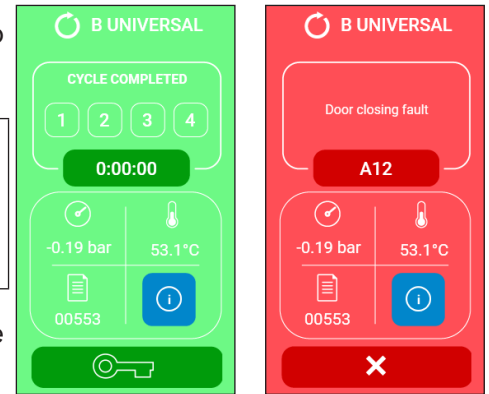 B UNIVERSAL
CYCLE COMPLETED
1 2 3 4
0:00:00
-0.19 bar
53.1°C
00553
i
B UNIVERSAL
Door closing fault
A12
-0.19 bar
53.1°C
00553
i